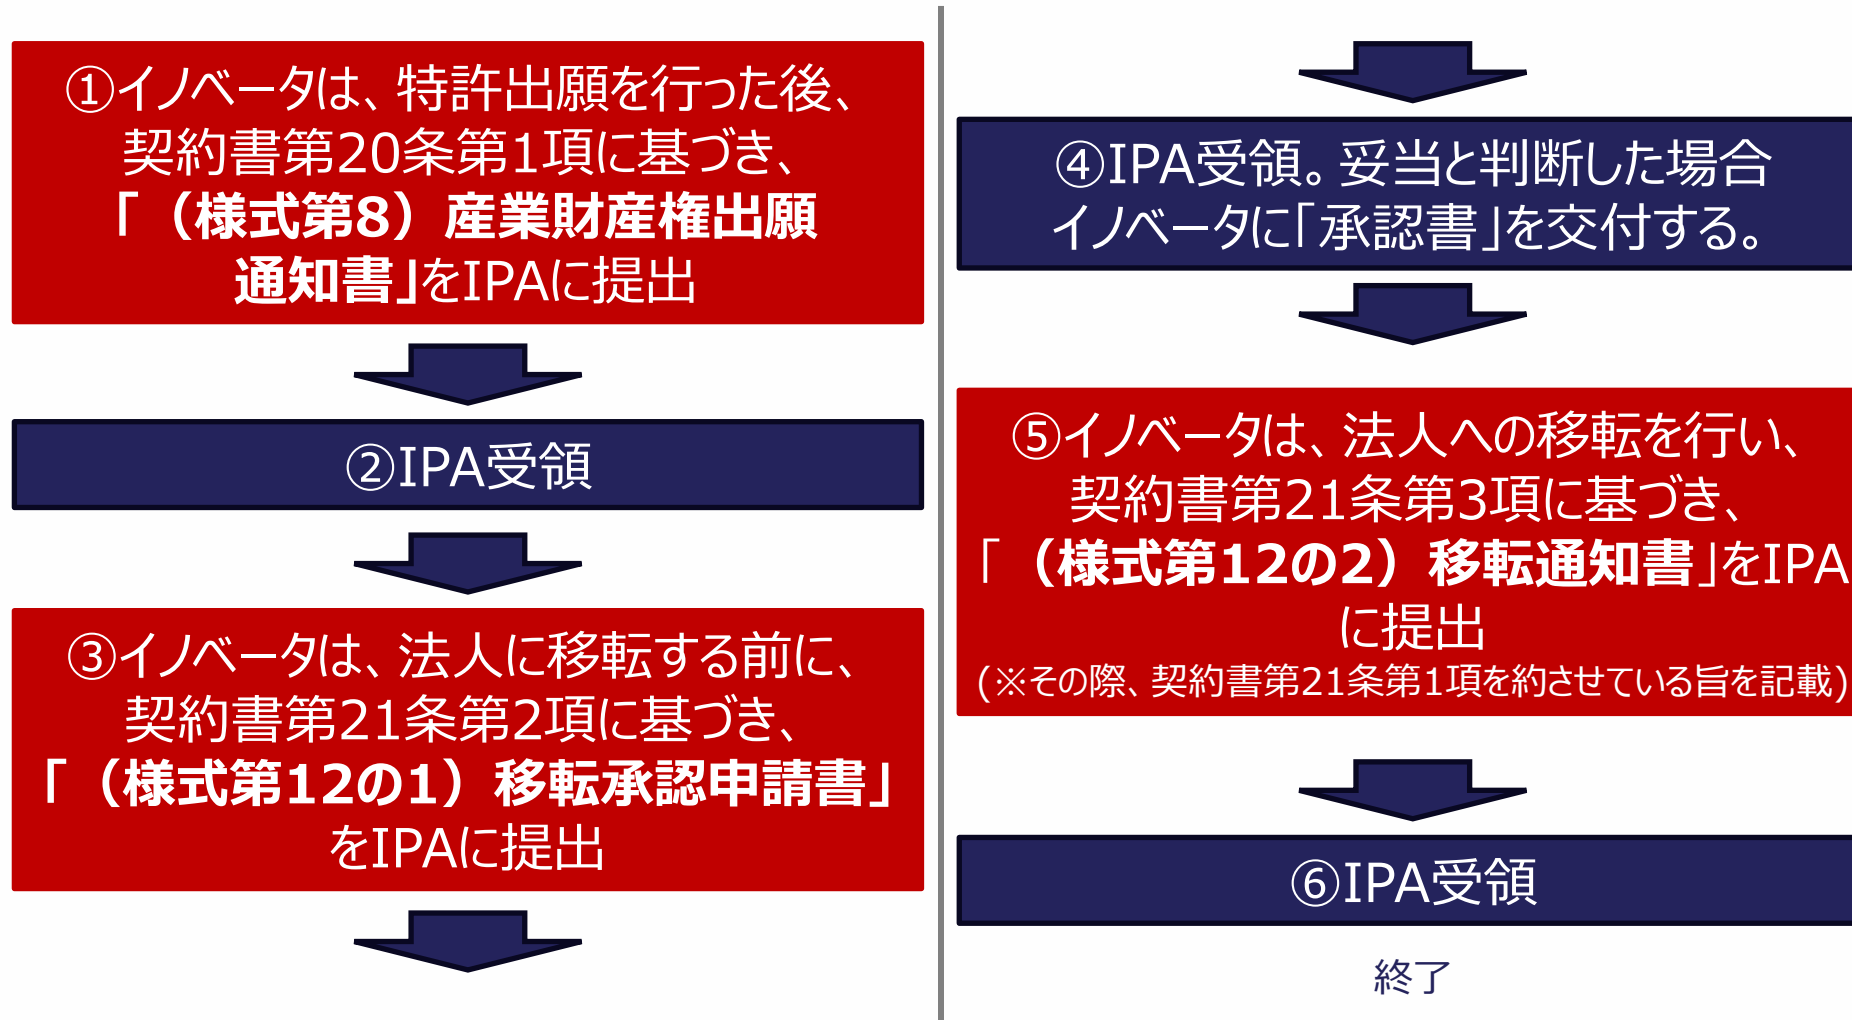 ①イノベータは、特許出願を行った後、
契約書第20条第1項に基づき、
「（様式第8）産業財産権出願
通知書」をIPAに提出
②IPA受領
③イノベータは、法人に移転する前に、
契約書第21条第2項に基づき、
「（様式第12の1）移転承認申請書」
をIPAに提出
④IPA受領。妥当と判断した場合
イノベータに「承認書」を交付する。
⑤イノベータは、法人への移転を行い、
契約書第21条第3項に基づき、
「（様式第12の2）移転通知書」をIPA
に提出
(※その際、契約書第21条第1項を約させている旨を記載)
⑥IPA受領
終了